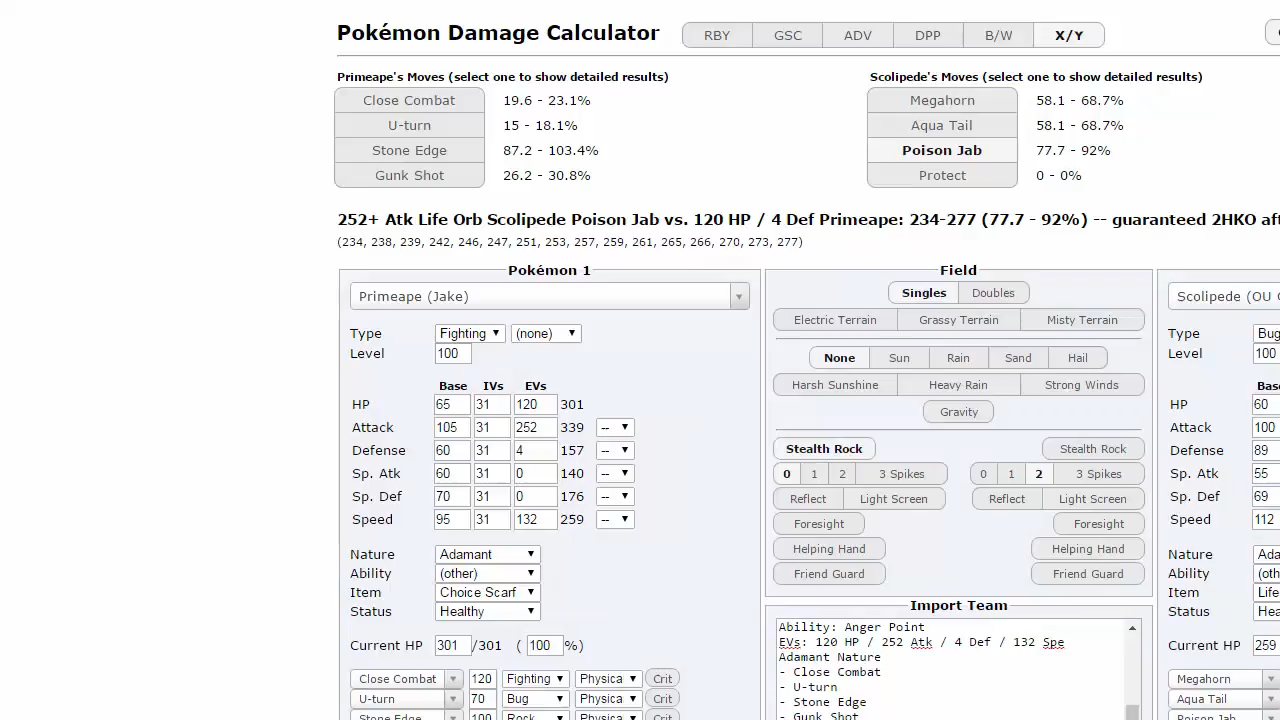 Pokémon Damage Calculator RBY GSC ADV DPP B/W X/Y
Primeape's Moves (select one to show detailed results) Scolipede's Moves (select one to show detailed results)
Close Combat 19.6 - 23.1% Megahorn 58.1 - 68.7%
U-turn 15 - 18.1% Aqua Tail 58.1 - 68.7%
Stone Edge 87.2 - 103.4% Poison Jab 77.7 - 92%
Gunk Shot 26.2 - 30.8% Protect 0 - 0%
252+ Atk Life Orb Scolipede Poison Jab vs. 120 HP / 4 Def Primeape: 234-277 (77.7 - 92%) -- guaranteed 2HKO
(234, 238, 239, 242, 246, 247, 251, 253, 257, 259, 261, 265, 266, 270, 273, 277)
Pokémon 1
Primeape (Jake)
Type Fighting (none)
Level 100
Base IVs EVs
HP 65 31 120 301
Attack 105 31 252 339 --
Defense 60 31 4 157 --
Sp. Atk 60 31 0 140 --
Sp. Def 70 31 0 176 --
Speed 95 31 132 259 --
Nature Adamant
Ability (other)
Item Choice Scarf
Status Healthy
Current HP 301 /301 ( 100 %)
Close Combat 120 Fighting Physica Crit
U-turn 70 Bug Physica Crit
Stone Edge 100 Rock Physica Crit
Field
Singles Doubles
Electric Terrain Grassy Terrain Misty Terrain
None Sun Rain Sand Hail
Harsh Sunshine Heavy Rain Strong Winds
Gravity
Stealth Rock Stealth Rock
0 1 2 3 Spikes 0 1 2 3 Spikes
Reflect Light Screen Reflect Light Screen
Foresight Foresight
Helping Hand Helping Hand
Friend Guard Friend Guard
Import Team
Ability: Anger Point
EVs: 120 HP / 252 Atk / 4 Def / 132 Spe
Adamant Nature
- Close Combat
- U-turn
- Stone Edge
- Gunk Shot
Scolipede (OU
Type Bug
Level 100
Base
HP 60
Attack 100
Defense 89
Sp. Atk 55
Sp. Def 69
Speed 112
Nature Ada
Ability (oth
Item Life
Status Hea
Current HP 259
Megahorn
Aqua Tail
Poison Jab